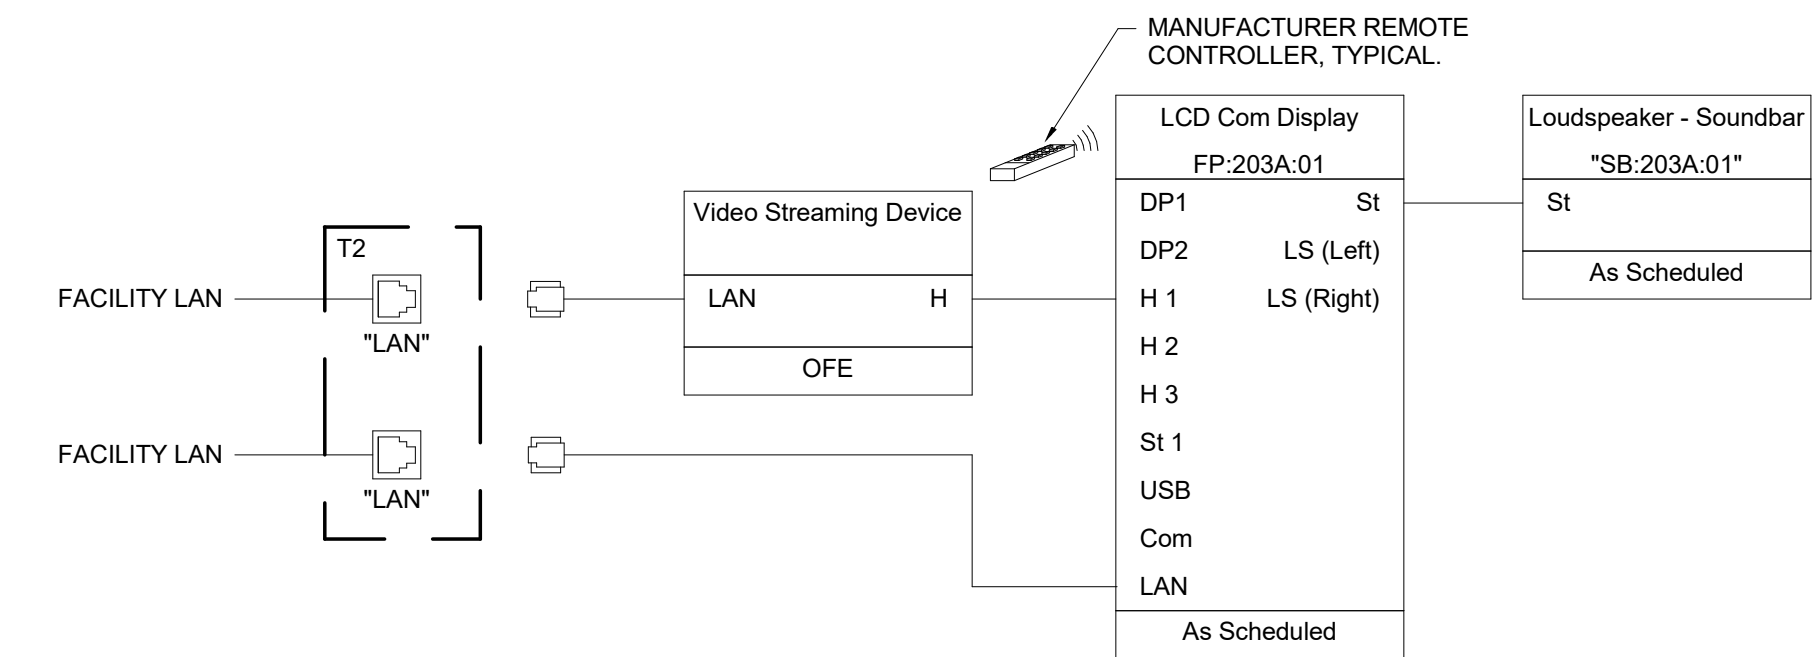 MANUFACTURER REMOTE
CONTROLLER, TYPICAL.
LCD Com Display
FP:203A:01
Loudspeaker - Soundbar
"SB:203A:01"
Video Streaming Device
DP1 St
St
T2
DP2 LS (Left)
As Scheduled
FACILITY LAN
LAN H
H 1 LS (Right)
"LAN"
H 2
OFE
H 3
FACILITY LAN
St 1
"LAN"
USB
Com
LAN
As Scheduled